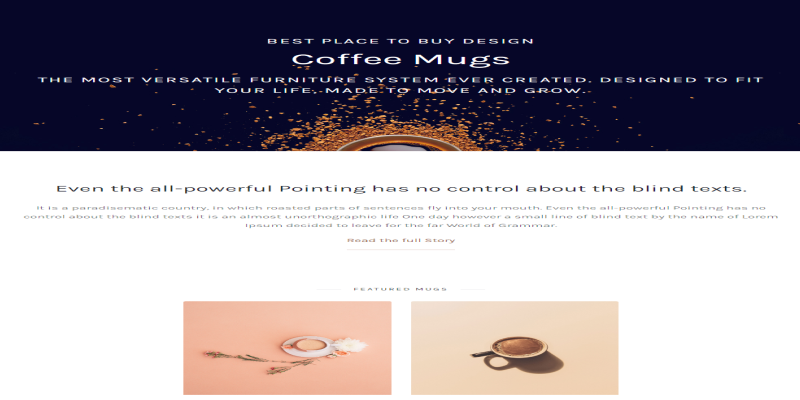 BEST PLACE TO BUY DESIGN
Coffee Mugs
THE MOST VERSATILE FURNITURE SYSTEM EVER CREATED. DESIGNED TO FIT
YOUR LIFE, MADE TO MOVE AND GROW.
Even the all-powerful Pointing has no control about the blind texts.
It is a paradisematic country, in which roasted parts of sentences fly into your mouth. Even the all-powerful Pointing has no
control about the blind texts it is an almost unorthographic life One day however a small line of blind text by the name of Lorem
Ipsum decided to leave for the far World of Grammar.
Read the full Story
FEATURED MUGS